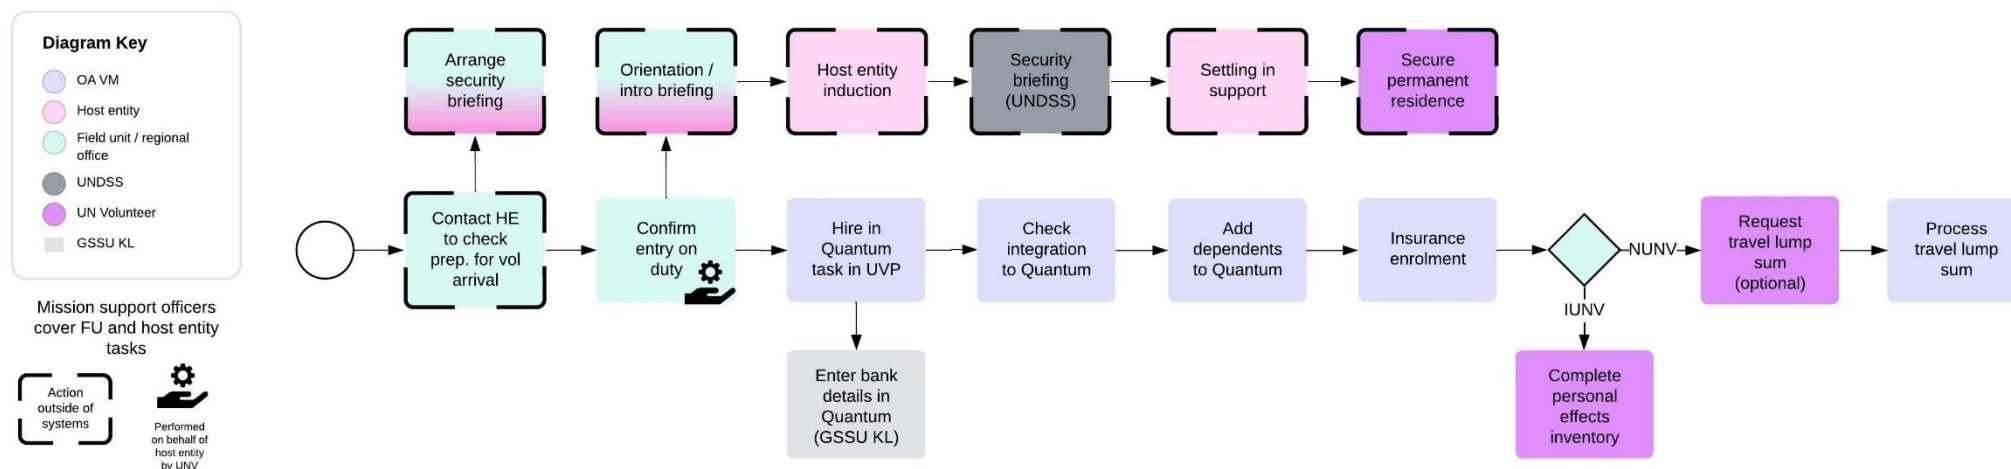 Diagram Key
OA VM
Host entity
Field unit / regional
office
UNDSS
UN Volunteer
GSSU KL
Mission support officers
cover FU and host entity
tasks
Action
outside of
systems
Performed
on behalf of
host entity
by UNV
Arrange
security
briefing
Orientation /
intro briefing
Host entity
induction
Security
briefing
(UNDSS)
Settling in
support
Secure
permanent
residence
Contact HE
to check
prep. for vol
arrival
Confirm
entry on
duty
Hire in
Quantum
task in UVP
Check
integration
to Quantum
Add
dependents
to Quantum
Insurance
enrolment
NUNV
Request
travel lump
sum
(optional)
Process
travel lump
sum
IUNV
Enter bank
details in
Quantum
(GSSU KL)
Complete
personal
effects
inventory